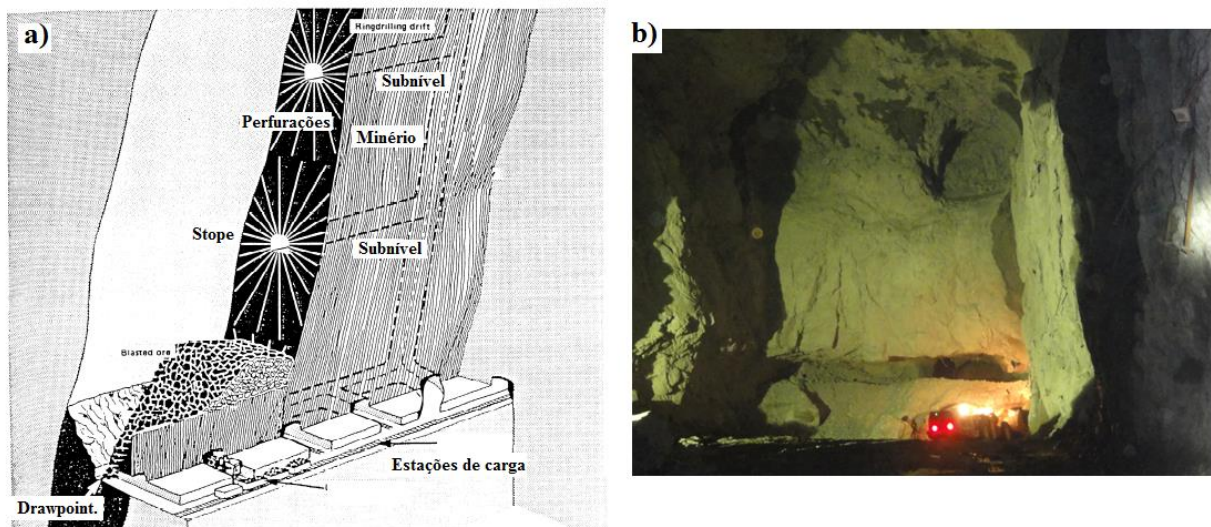 a)
Ringdrilling drift
Subnível
Perfurações
Minério
Stope
Subnível
Blasted ore
Estações de carga
Drawpoint.
b)